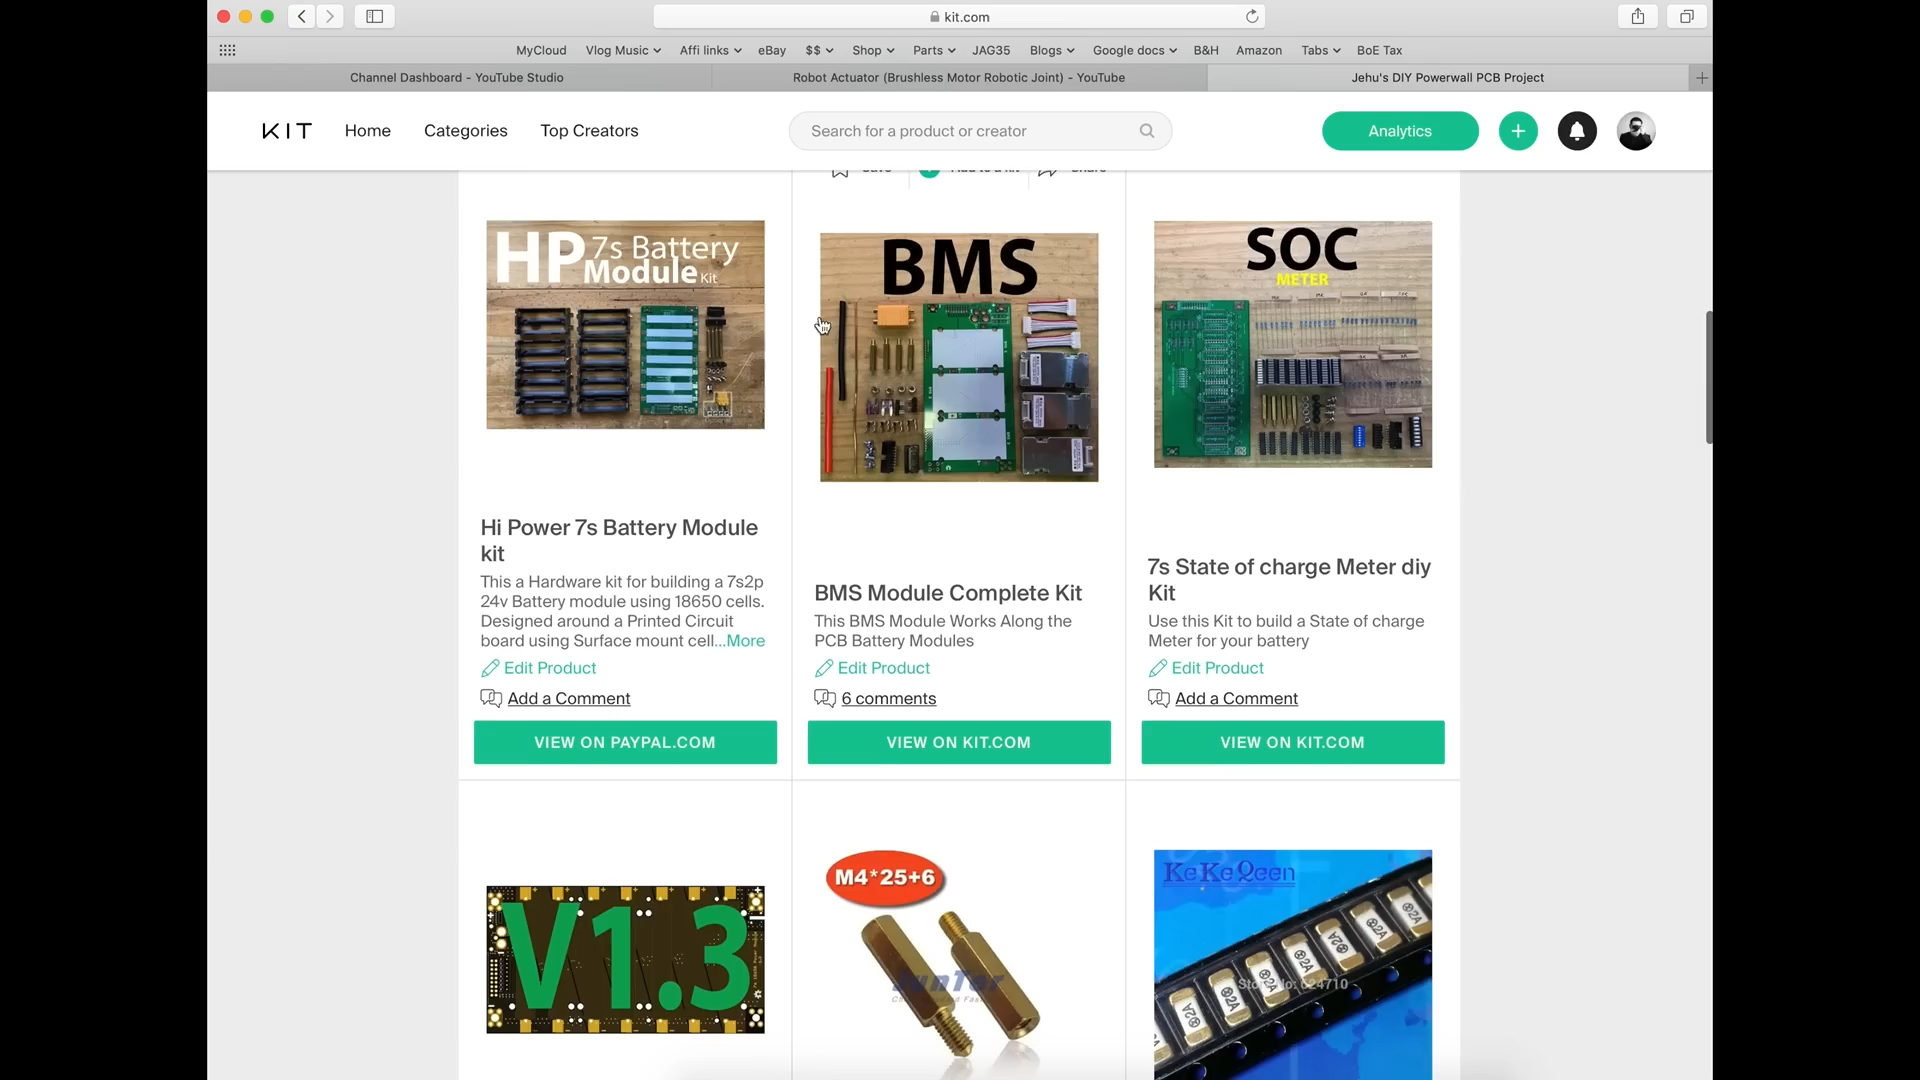 kit.com
MyCloud Vlog Music Affi links eBay $$ Shop Parts JAG35 Blogs Google docs B&H Amazon Tabs BoE Tax
Channel Dashboard - YouTube Studio Robot Actuator (Brushless Motor Robotic Joint) - YouTube Jehu's DIY Powerwall PCB Project
KIT Home Categories Top Creators Search for a product or creator Analytics
HP 7s Battery
Module Kit
BMS
SOC
METER
Hi Power 7s Battery Module
kit
This a Hardware kit for building a 7s2p
24v Battery module using 18650 cells.
Designed around a Printed Circuit
board using Surface mount cell...More
Edit Product
Add a Comment
VIEW ON PAYPAL.COM
BMS Module Complete Kit
This BMS Module Works Along the
PCB Battery Modules
Edit Product
6 comments
VIEW ON KIT.COM
7s State of charge Meter diy
Kit
Use this Kit to build a State of charge
Meter for your battery
Edit Product
Add a Comment
VIEW ON KIT.COM
V1.3
M4*25+6
KeKeQeen
2A
2A
2A
2A
2A
2A
2A